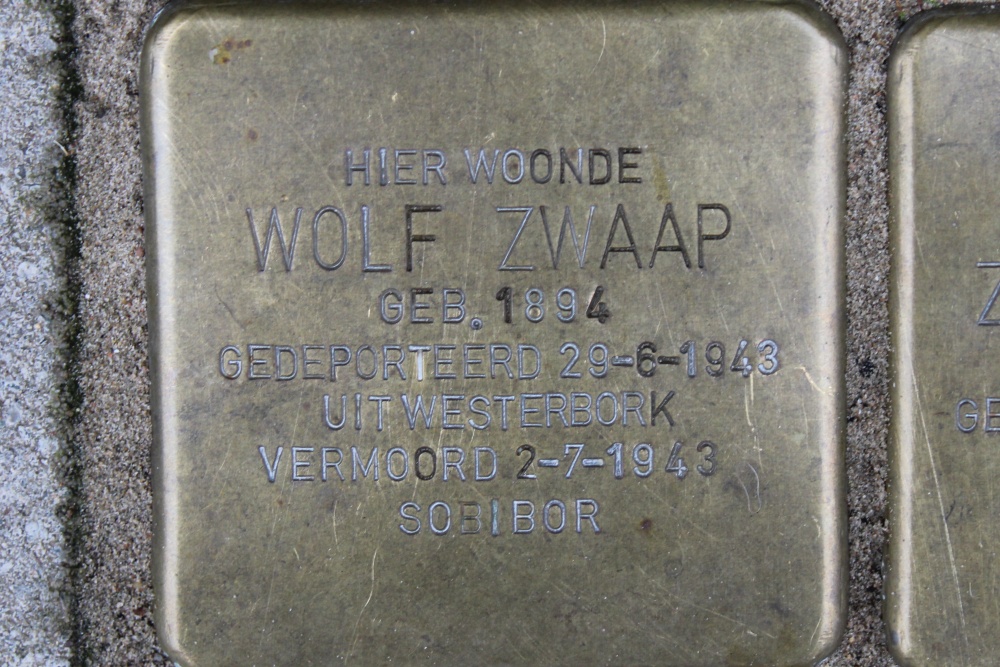 HIER WOONDE
WOLF ZWAAP
GEB. 1894
GEDEPORTEERD 29-6-1943
UIT WESTERBORK
VERMOORD 2-7-1943
SOBIBOR